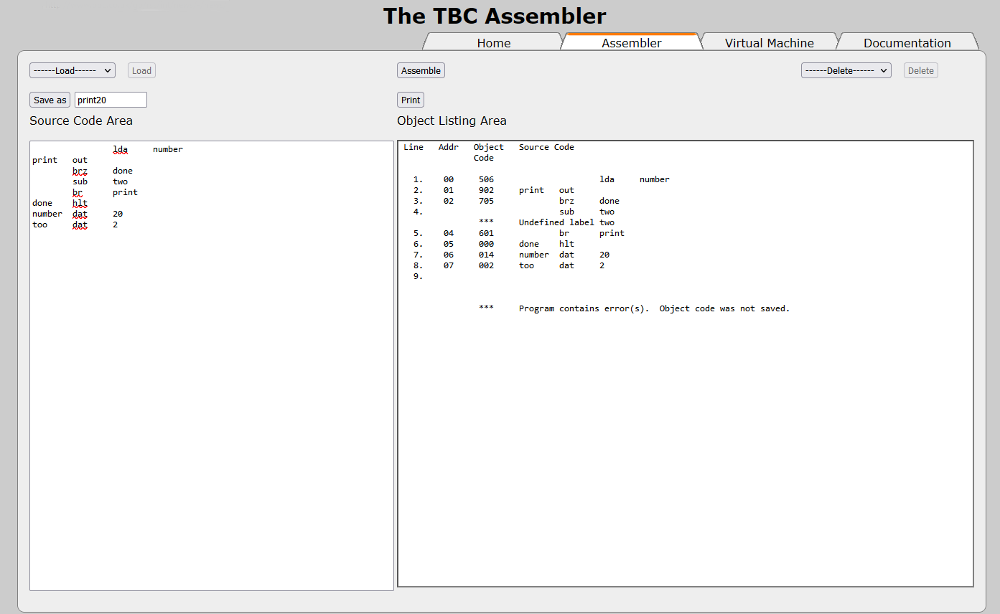 The TBC Assembler
Home Assembler Virtual Machine Documentation
------Load------ Load Assemble ------Delete------ Delete
Save as print20 Print
Source Code Area
lda number
print out
brz done
sub two
br print
done hlt
number dat 20
too dat 2
Object Listing Area
Line Addr Object Source Code
Code
1. 00 506 lda number
2. 01 902 print out
3. 02 705 brz done
4. sub two
*** Undefined label two
5. 04 601 br print
6. 05 000 done hlt
7. 06 014 number dat 20
8. 07 002 too dat 2
9.
*** Program contains error(s). Object code was not saved.